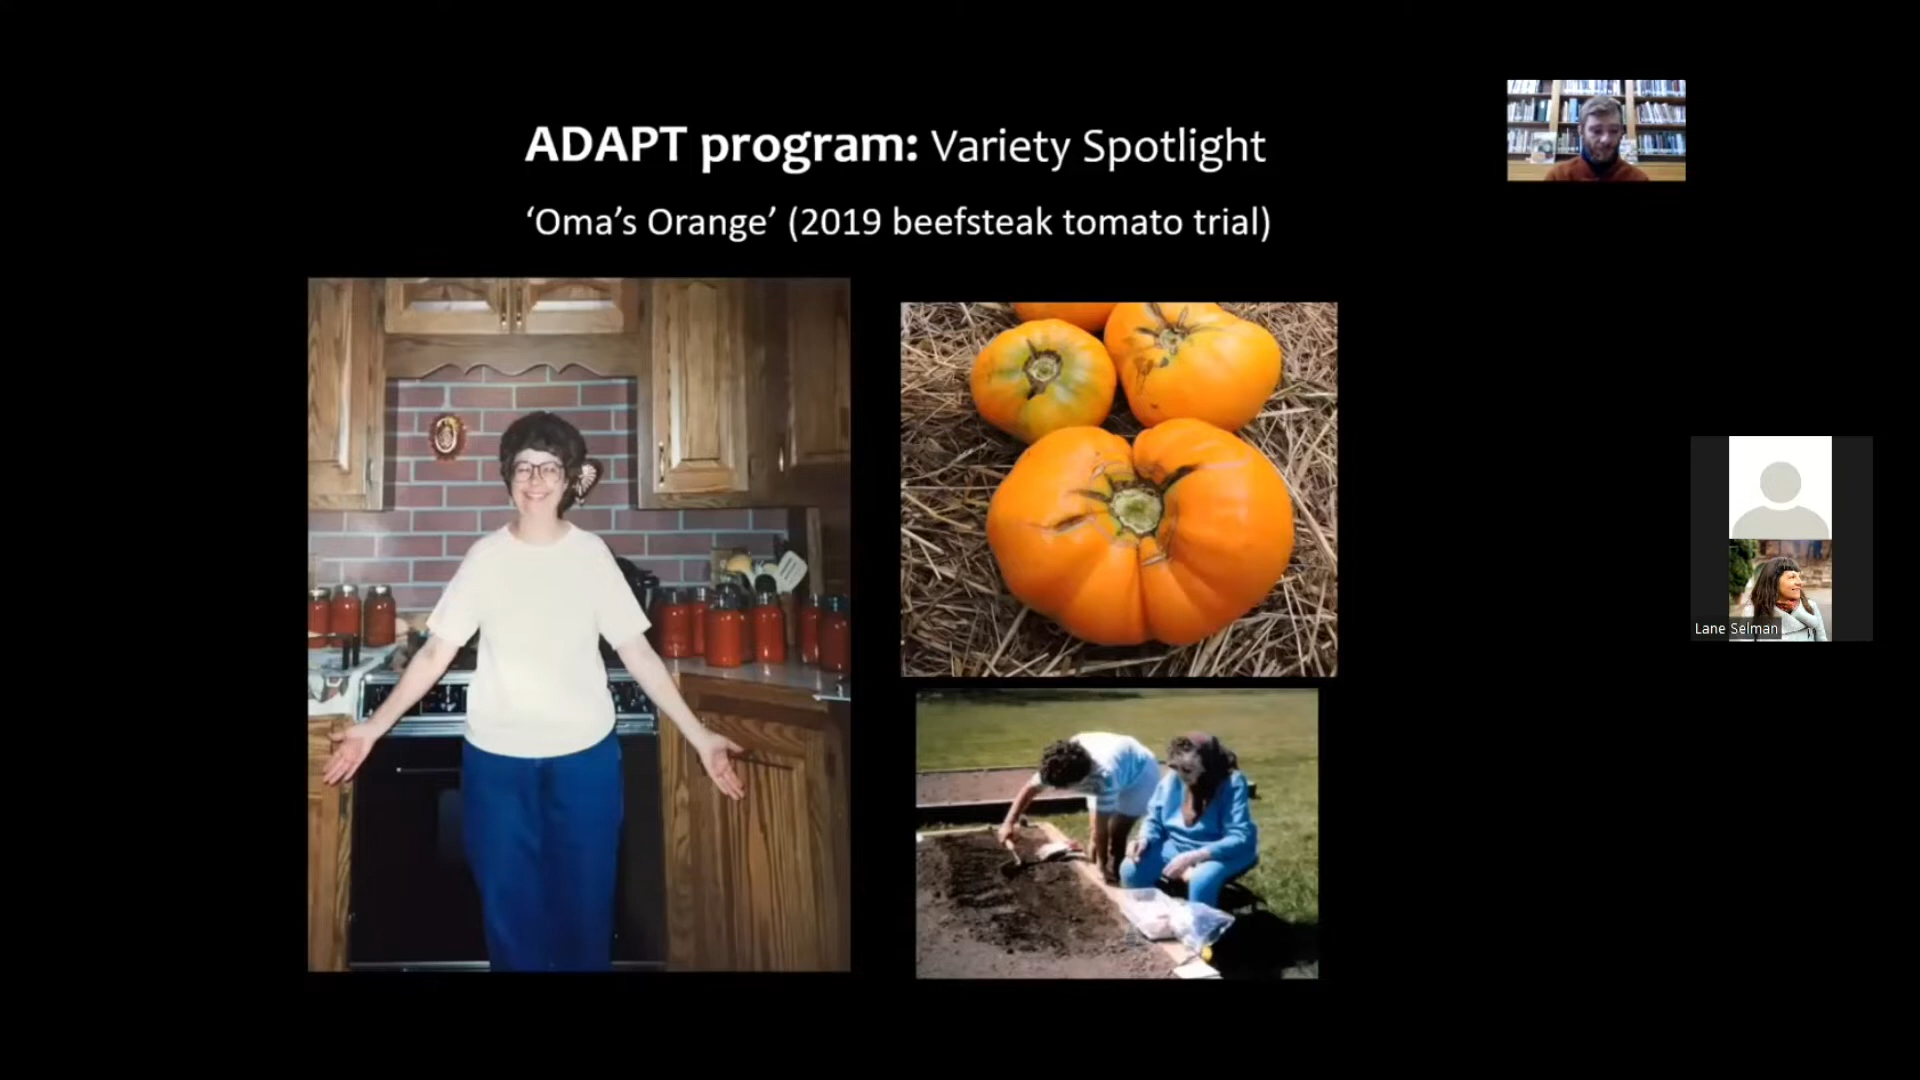 ADAPT program: Variety Spotlight
‘Oma’s Orange’ (2019 beefsteak tomato trial)
Lane Selman